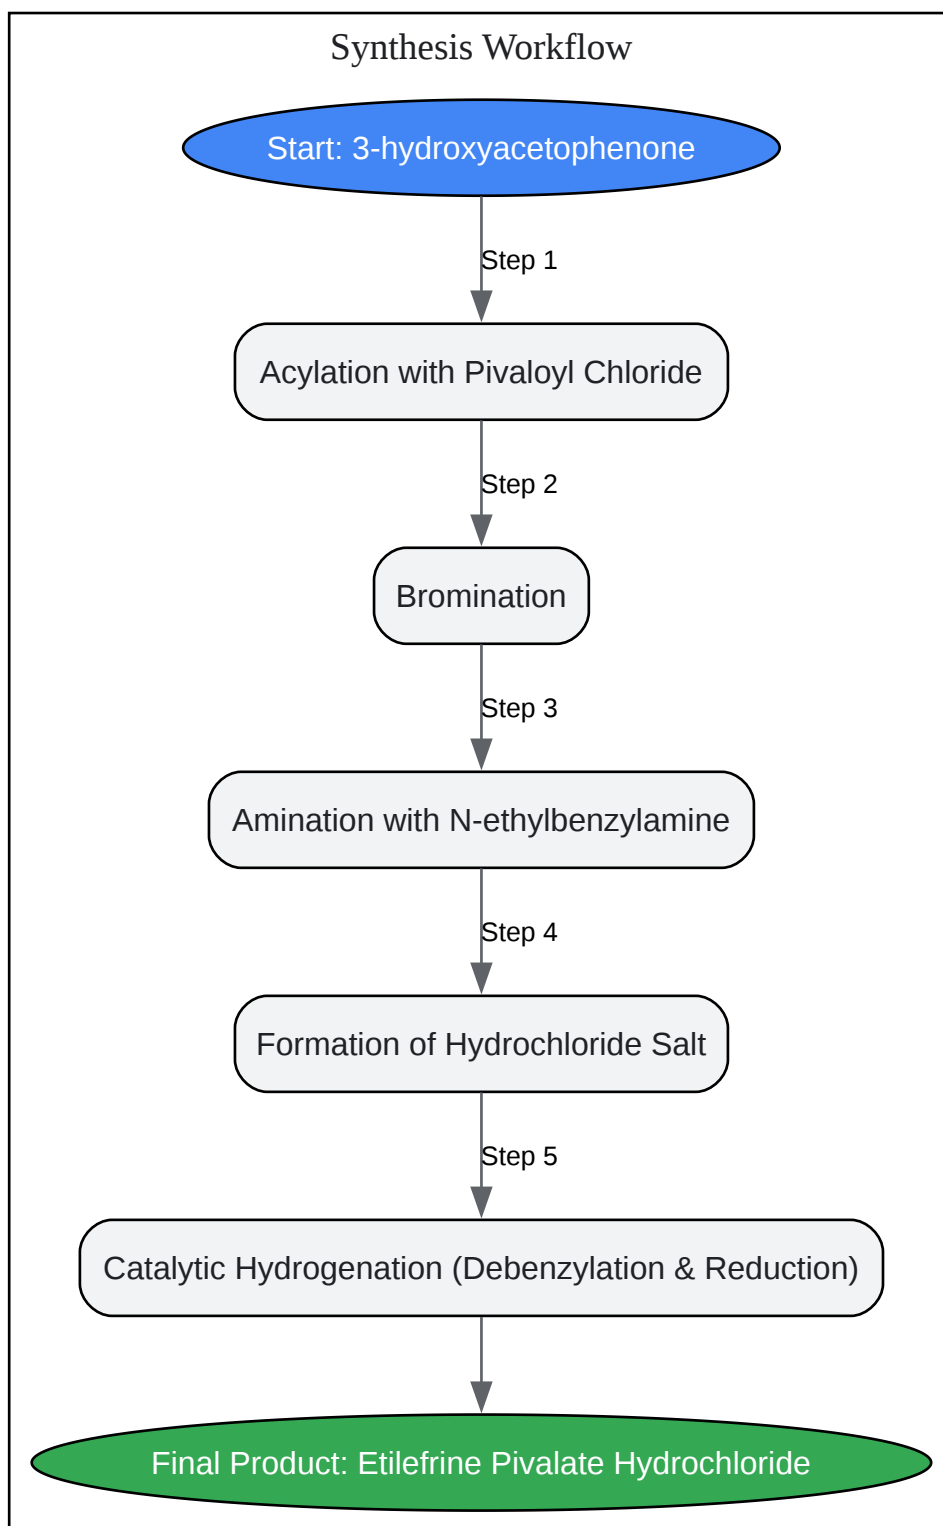 Synthesis Workflow
Start: 3-hydroxyacetophenone
Step 1
Acylation with Pivaloyl Chloride
Step 2
Bromination
Step 3
Amination with N-ethylbenzylamine
Step 4
Formation of Hydrochloride Salt
Step 5
Catalytic Hydrogenation (Debenzylation & Reduction)
Final Product: Etilefrine Pivalate Hydrochloride